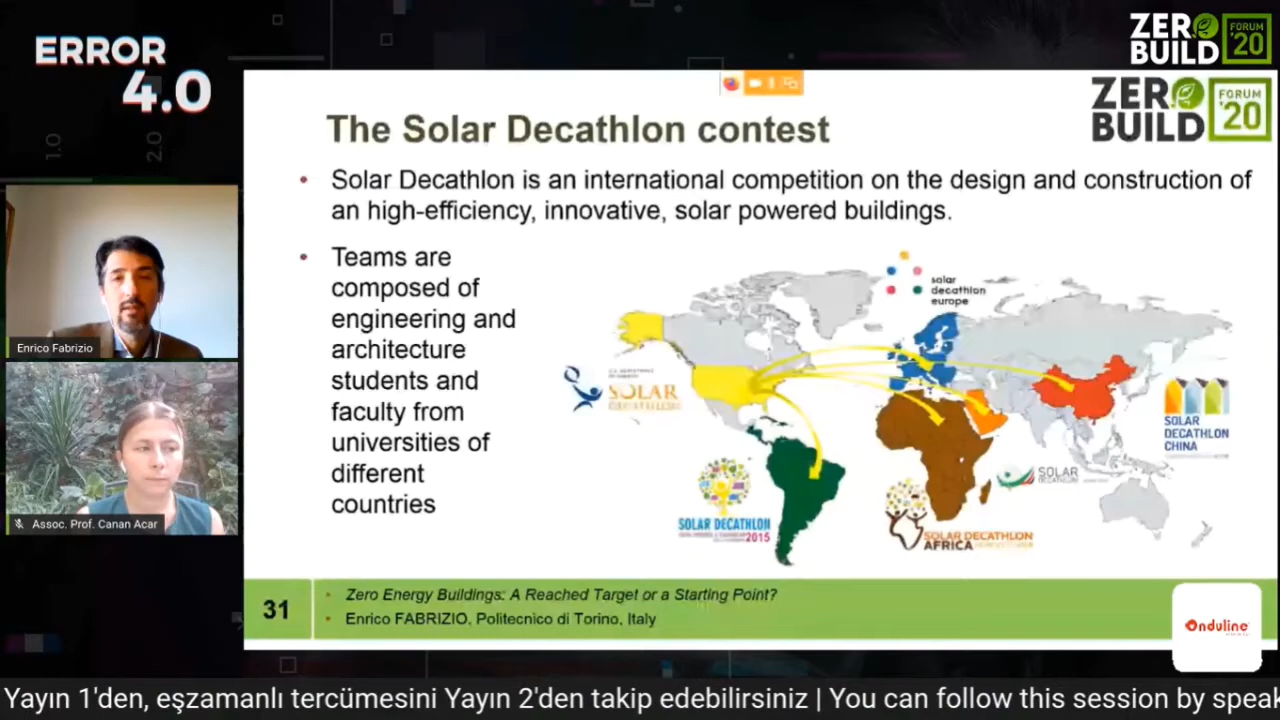 ERROR
4.0
1.0
2.0
ZERO
BUILD
FORUM
'20
ZERO
BUILD
FORUM
'20
The Solar Decathlon contest
• Solar Decathlon is an international competition on the design and construction of
an high-efficiency, innovative, solar powered buildings.
• Teams are
composed of
engineering and
architecture
students and
faculty from
universities of
different
countries
solar
decathlon
europe
SOLAR
SOLAR
DECATHLON
CHINA
SOLAR
SOLAR DECATHLON
2015
SOLAR DECATHLON
AFRICA
Enrico Fabrizio
Assoc. Prof. Canan Acar
31
• Zero Energy Buildings: A Reached Target or a Starting Point?
• Enrico FABRIZIO, Politecnico di Torino, Italy
Onduline
Yayın 1'den, eşzamanlı tercümesini Yayın 2'den takip edebilirsiniz | You can follow this session by speak